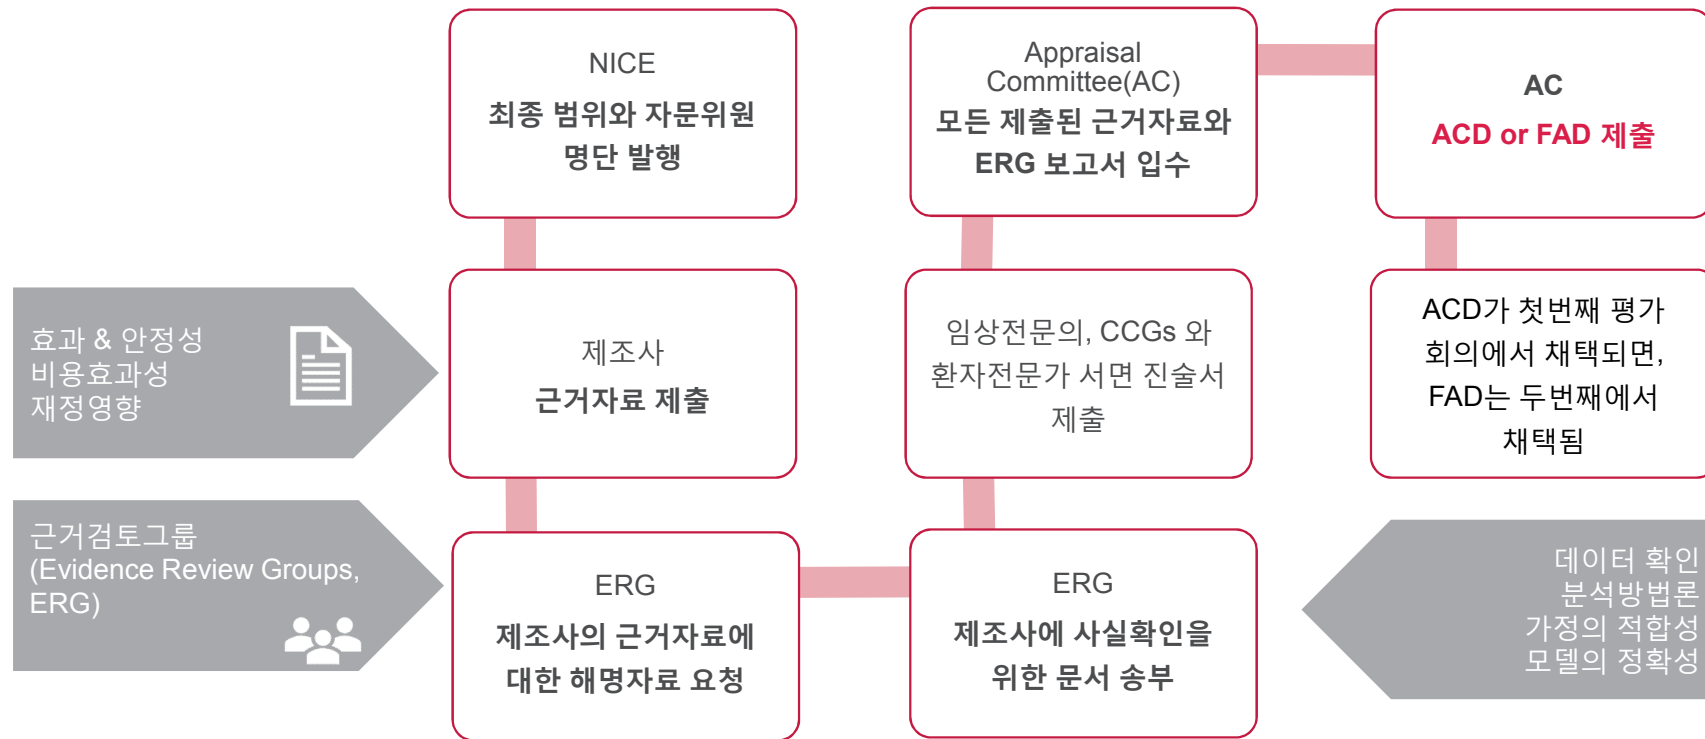 NICE
최종 범위와 자문위원
명단 발행
효과 & 안정성
비용효과성
재정영향
제조사
근거자료 제출
근거검토그룹
(Evidence Review Groups,
ERG)
ERG
제조사의 근거자료에
대한 해명자료 요청
ERG
제조사에 사실확인을
위한 문서 송부
데이터 확인
분석방법론
가정의 적합성
모델의 정확성
임상전문의, CCGs 와
환자전문가 서면 진술서
제출
Appraisal
Committee(AC)
모든 제출된 근거자료와
ERG 보고서 입수
AC
ACD or FAD 제출
ACD가 첫번째 평가
회의에서 채택되면,
FAD는 두번째에서
채택됨